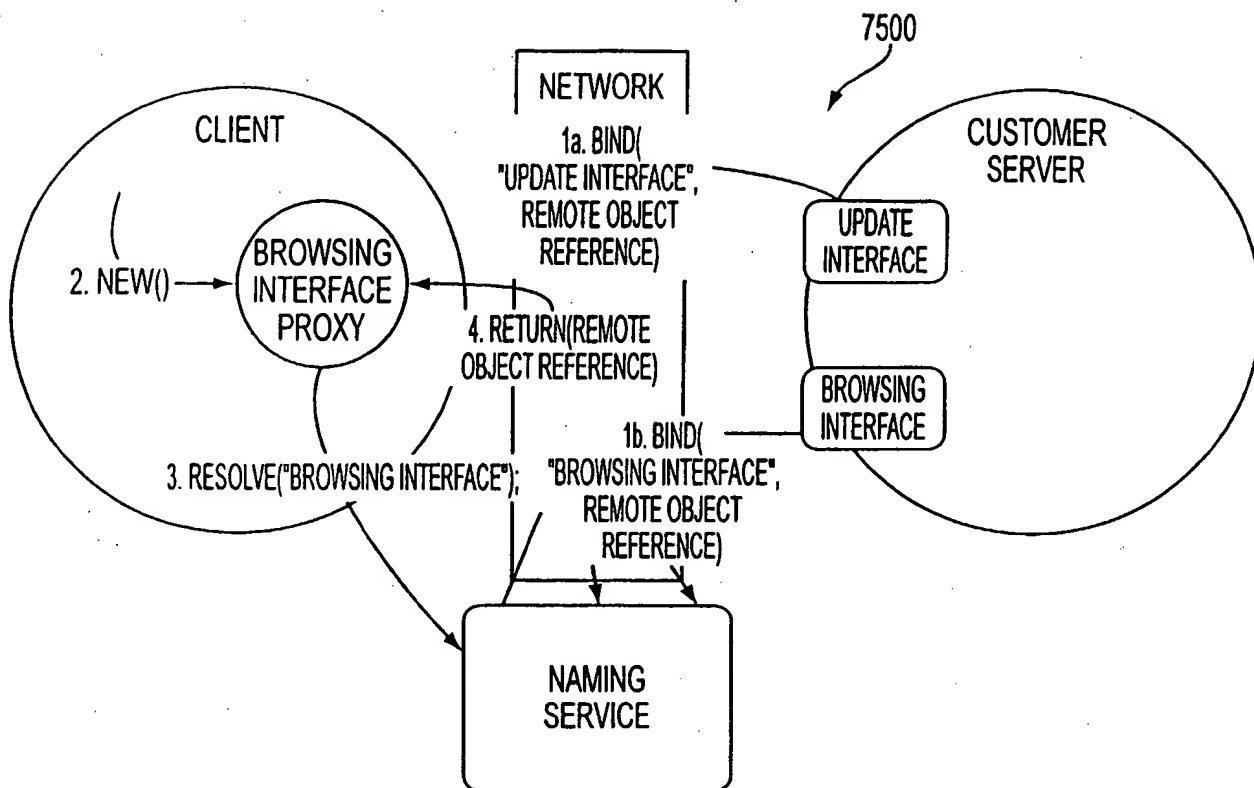 7500
NETWORK
CLIENT
CUSTOMER
SERVER
1a. BIND(
"UPDATE INTERFACE",
REMOTE OBJECT
REFERENCE)
UPDATE
INTERFACE
2. NEW()
BROWSING
INTERFACE
PROXY
4. RETURN(REMOTE
OBJECT REFERENCE)
BROWSING
INTERFACE
1b. BIND(
"BROWSING INTERFACE",
REMOTE OBJECT
REFERENCE)
3. RESOLVE("BROWSING INTERFACE");
NAMING
SERVICE